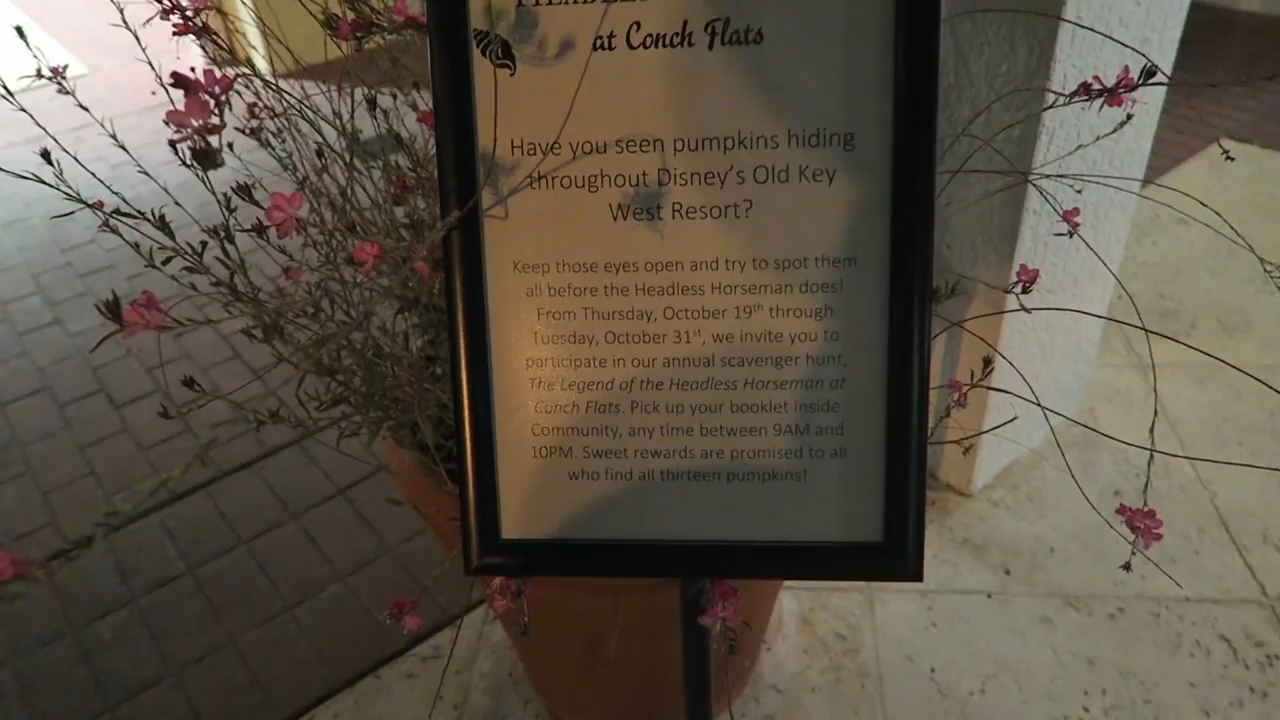 at Conch Flats
Have you seen pumpkins hiding
throughout Disney's Old Key
West Resort?
Keep those eyes open and try to spot them
all before the Headless Horseman does!
From Thursday, October 19th through
Tuesday, October 31st, we invite you to
participate in our annual scavenger hunt,
The Legend of the Headless Horseman at
Conch Flats. Pick up your booklet inside
Community, any time between 9AM and
10PM. Sweet rewards are promised to all
who find all thirteen pumpkins!